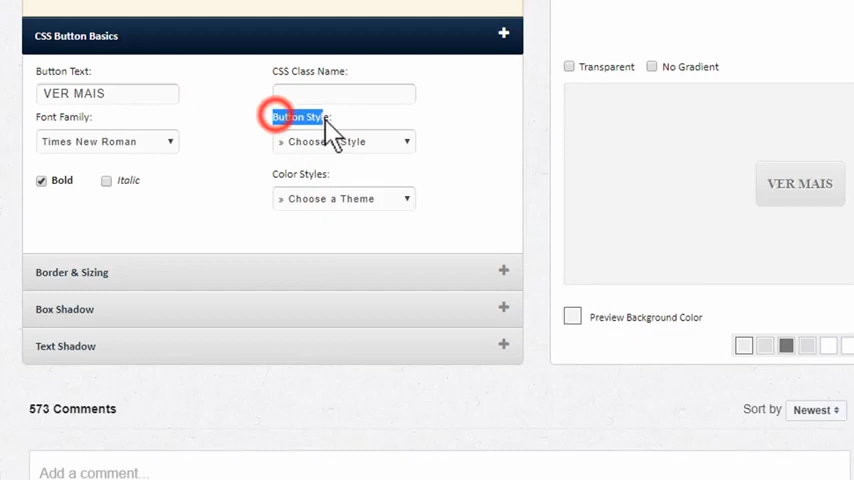 CSS Button Basics
Button Text:
VER MAIS
Font Family:
Times New Roman
Bold
Italic
CSS Class Name:
Button Style:
» Choose Style
Color Styles:
» Choose a Theme
Border & Sizing
Box Shadow
Text Shadow
Transparent
No Gradient
VER MAIS
Preview Background Color
573 Comments
Sort by
Newest
Add a comment...